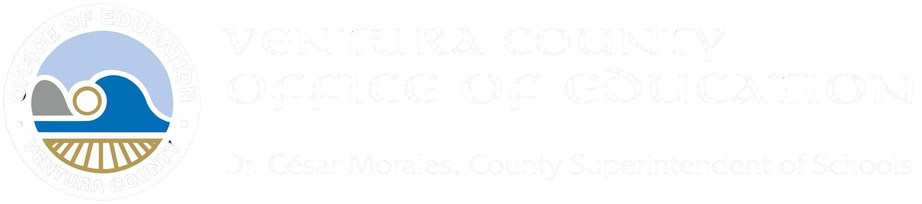 OFFICE OF EDUCATION
VENTURA COUNTY
VENTURA COUNTY
OFFICE OF EDUCATION
Dr. César Morales, County Superintendent of Schools